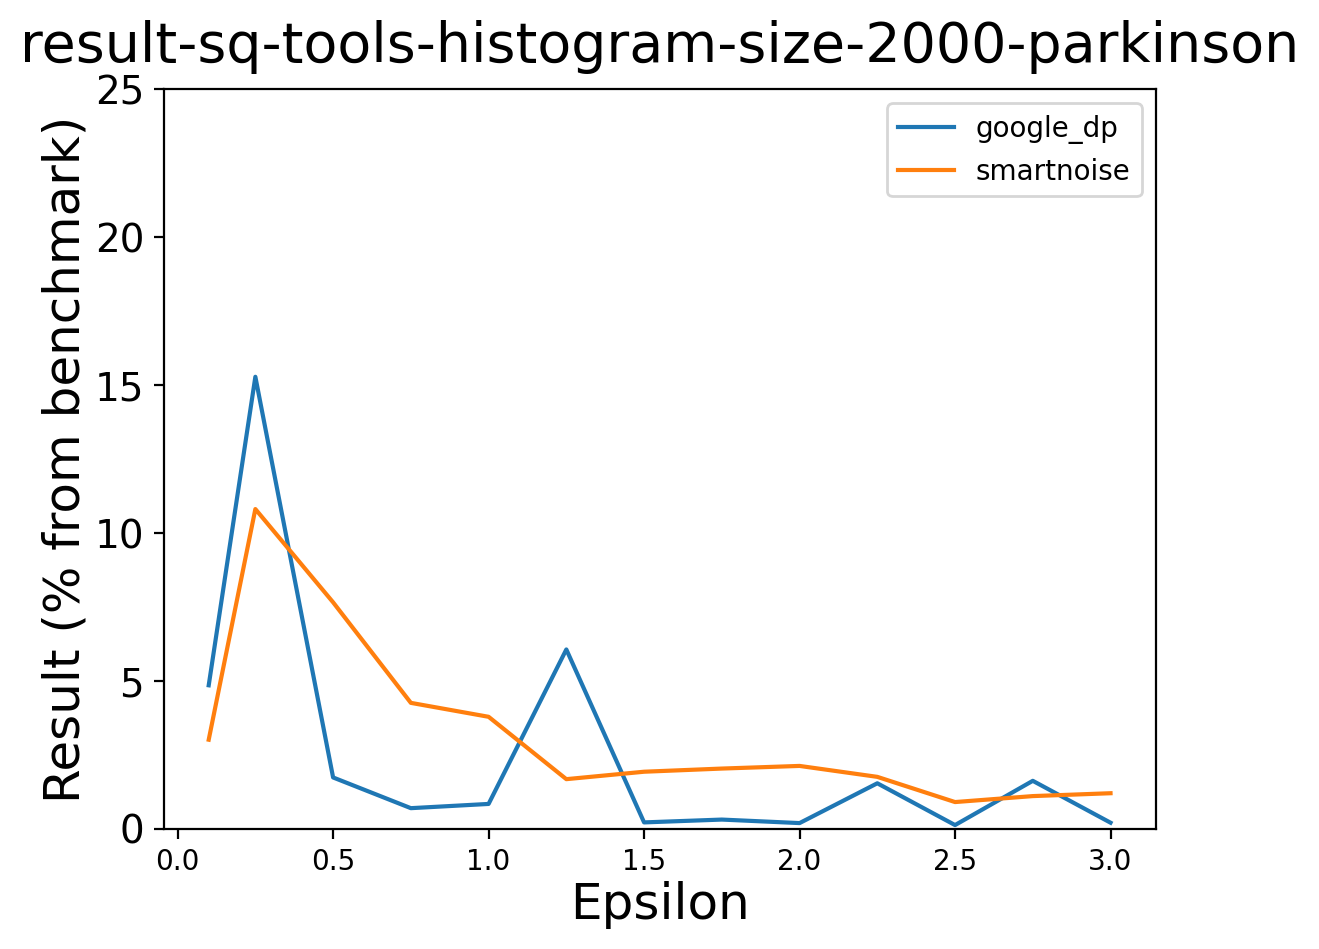 result-sq-tools-histogram-size-2000-parkinson
25
20
15
10
5
0
Result (% from benchmark)
google_dp
smartnoise
0.0 0.5 1.0 1.5 2.0 2.5 3.0
Epsilon